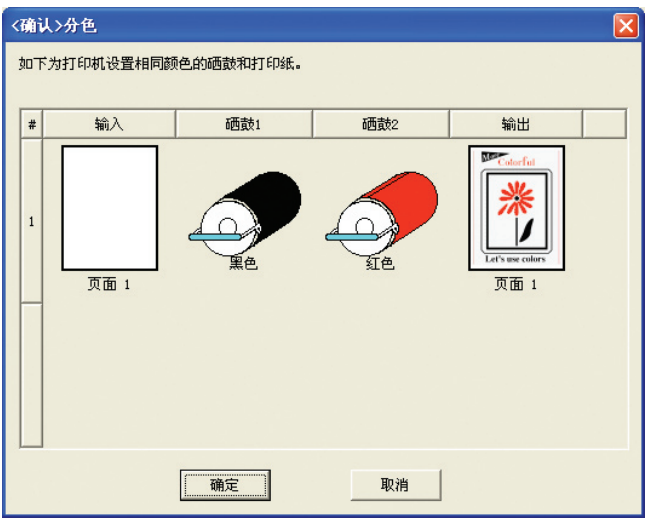 <确认>分色
如下为打印机设置相同颜色的硒鼓和打印纸。
# 输入 硒鼓1 硒鼓2 输出
1
Colorful
Let's use colors
黑色 红色
页面 1 页面 1
确定 取消